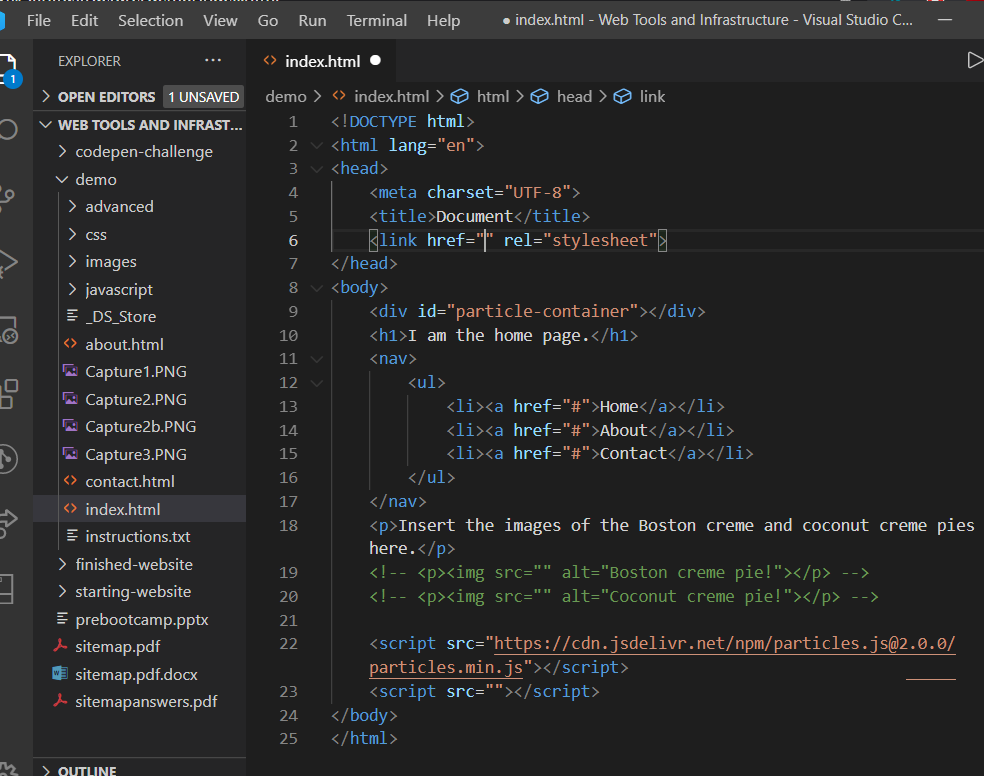 File Edit Selection View Go Run Terminal Help ● index.html - Web Tools and Infrastructure - Visual Studio C...
1
EXPLORER ···
OPEN EDITORS 1 UNSAVED
WEB TOOLS AND INFRAST...
codepen-challenge
demo
advanced
css
images
javascript
_DS_Store
about.html
Capture1.PNG
Capture2.PNG
Capture2b.PNG
Capture3.PNG
contact.html
index.html
instructions.txt
finished-website
starting-website
prebootcamp.pptx
sitemap.pdf
sitemap.pdf.docx
sitemapanswers.pdf
OUTLINE
index.html ●
demo > index.html > html > head > link
1 <!DOCTYPE html>
2 <html lang="en">
3 <head>
4 <meta charset="UTF-8">
5 <title>Document</title>
6 <link href="" rel="stylesheet">
7 </head>
8 <body>
9 <div id="particle-container"></div>
10 <h1>I am the home page.</h1>
11 <nav>
12 <ul>
13 <li><a href="#">Home</a></li>
14 <li><a href="#">About</a></li>
15 <li><a href="#">Contact</a></li>
16 </ul>
17 </nav>
18 <p>Insert the images of the Boston creme and coconut creme pies
here.</p>
19 <!-- <p><img src="" alt="Boston creme pie!"></p> -->
20 <!-- <p><img src="" alt="Coconut creme pie!"></p> -->
21
22 <script src="https://cdn.jsdelivr.net/npm/particles.js@2.0.0/
particles.min.js"></script>
23 <script src=""></script>
24 </body>
25 </html>